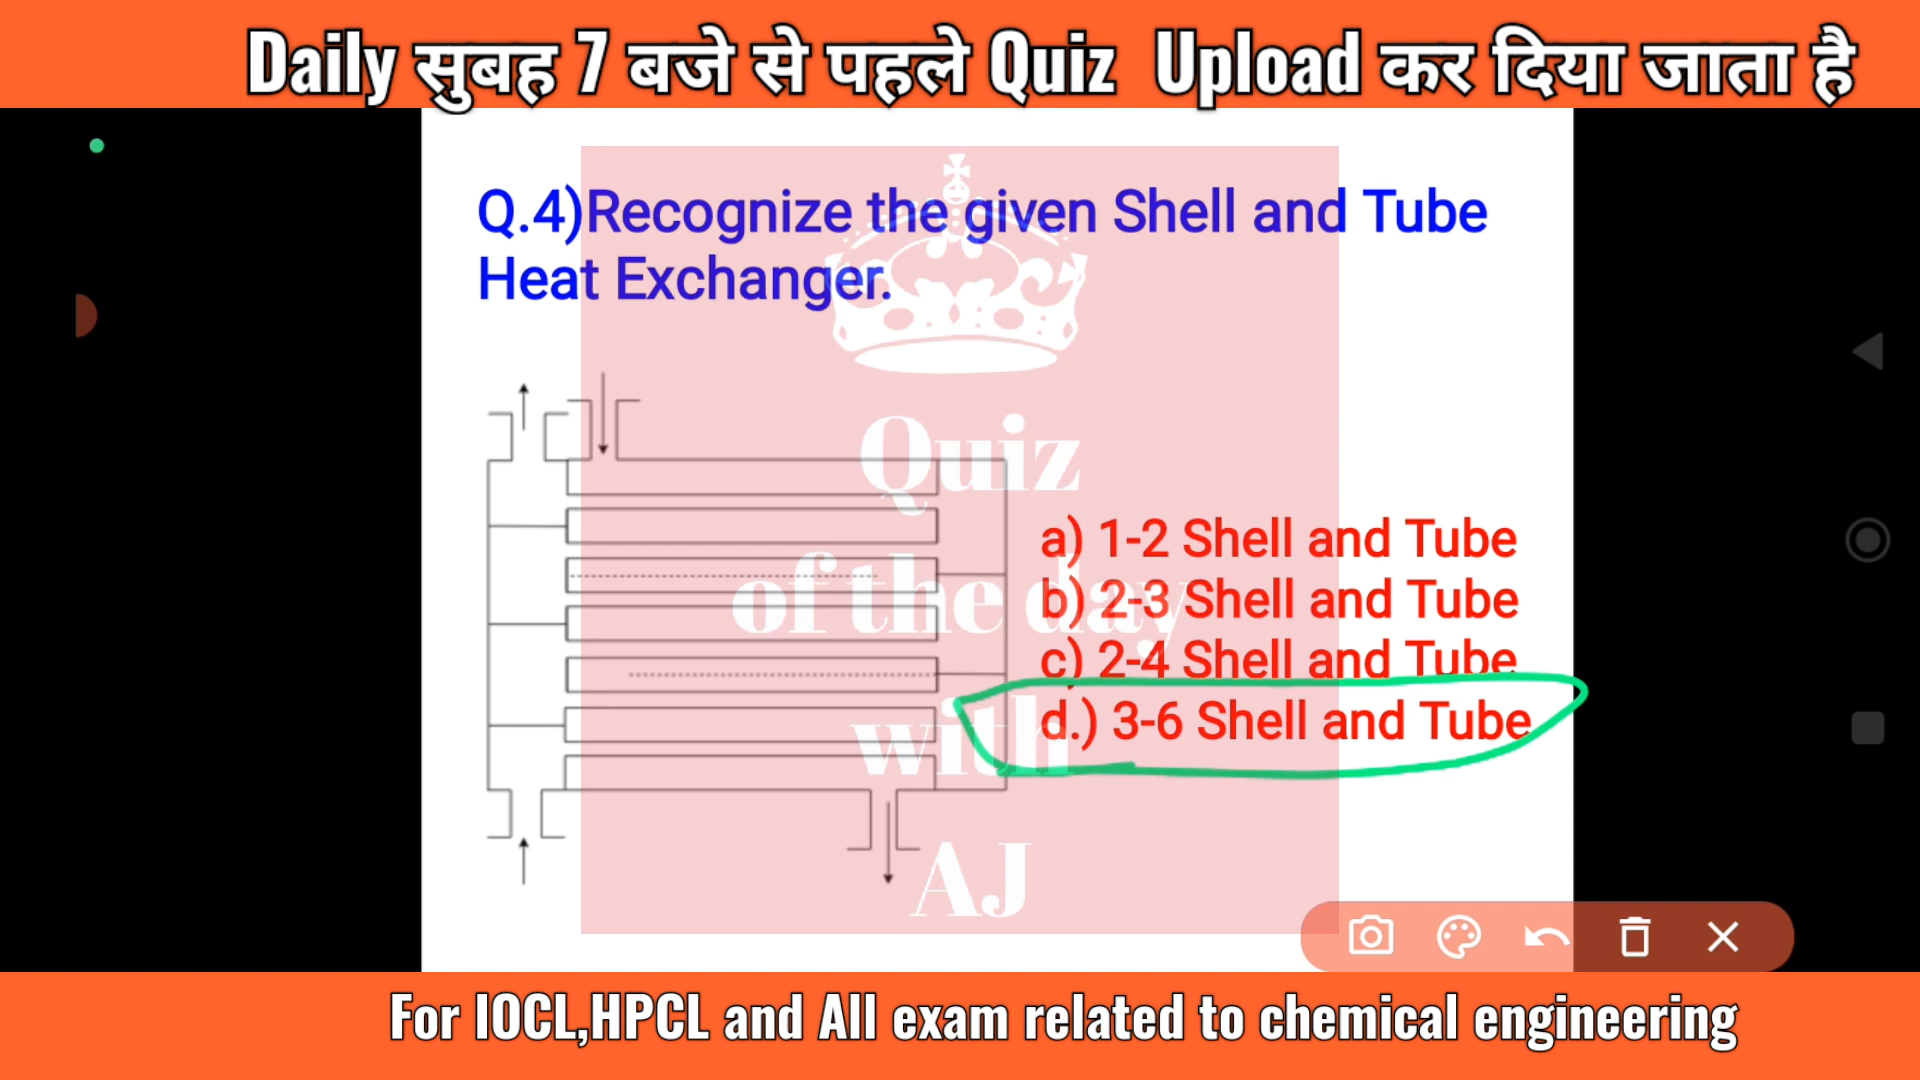 Daily सुबह 7 बजे से पहले Quiz Upload कर दिया जाता है
Q.4)Recognize the given Shell and Tube
Heat Exchanger.
Quiz
of the day
with
AJ
a) 1-2 Shell and Tube
b) 2-3 Shell and Tube
c) 2-4 Shell and Tube
d.) 3-6 Shell and Tube
For IOCL,HPCL and All exam related to chemical engineering